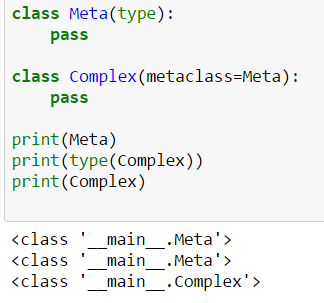 class Meta(type):
    pass
class Complex(metaclass=Meta):
    pass
print(Meta)
print(type(Complex))
print(Complex)
<class '__main__.Meta'>
<class '__main__.Meta'>
<class '__main__.Complex'>